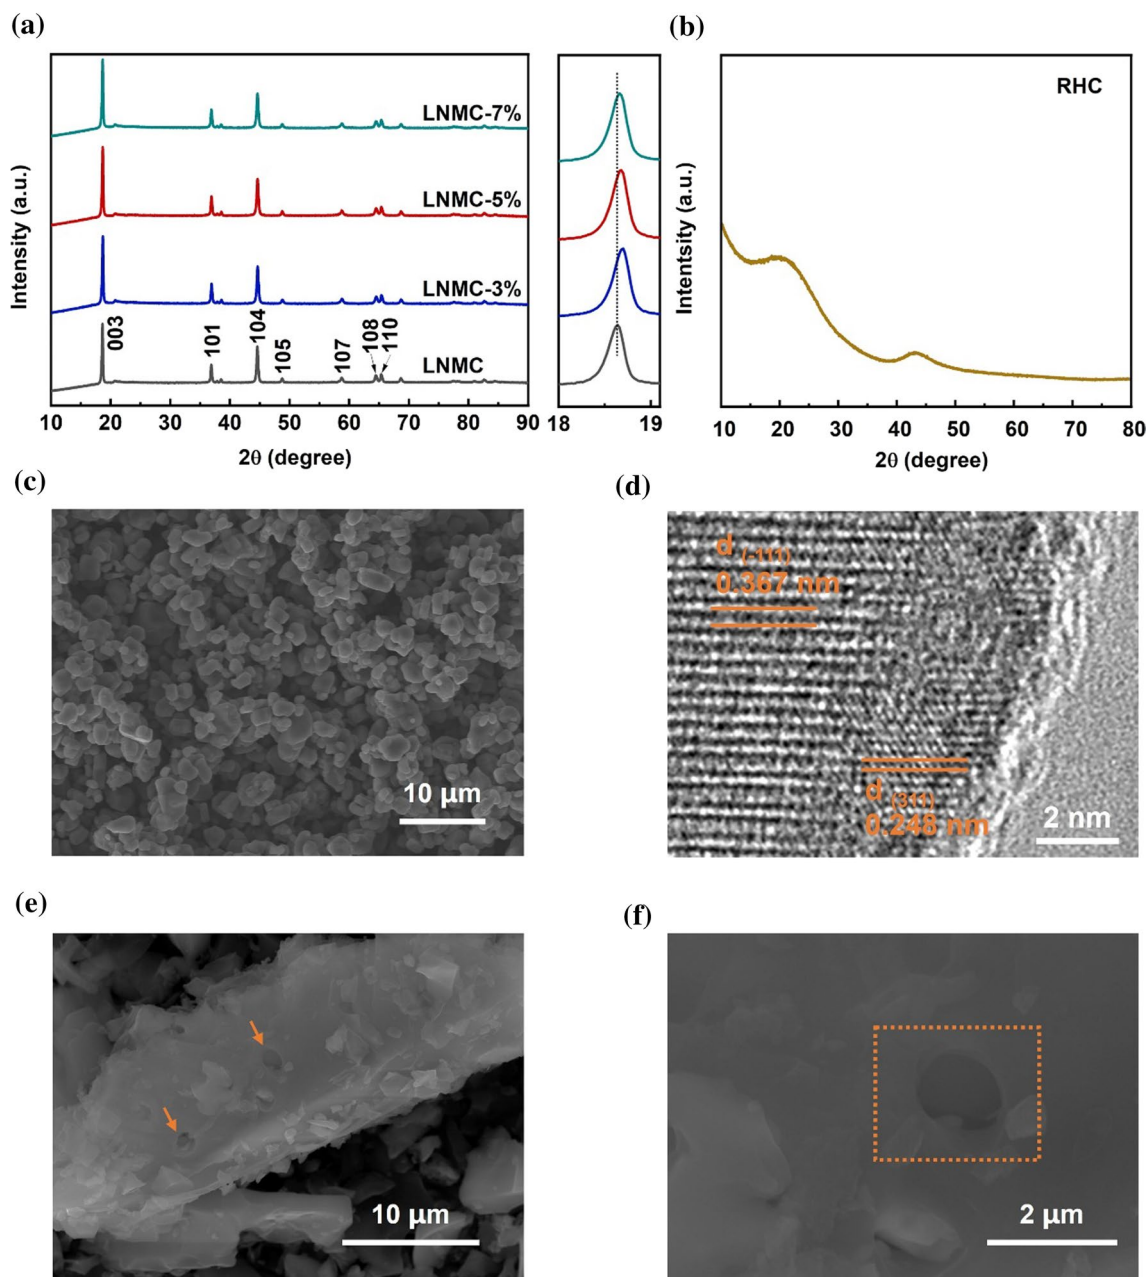 (a)
Intensity (a.u.)
LNMC-7%
LNMC-5%
LNMC-3%
LNMC
003
101
104
105
107
108
110
10 20 30 40 50 60 70 80 90
2θ (degree)
18 19
(b)
Intentsity (a.u.)
RHC
10 20 30 40 50 60 70 80
2θ (degree)
(c)
10 μm
(d)
d (-111)
0.367 nm
d (311)
0.248 nm
2 nm
(e)
10 μm
(f)
2 μm